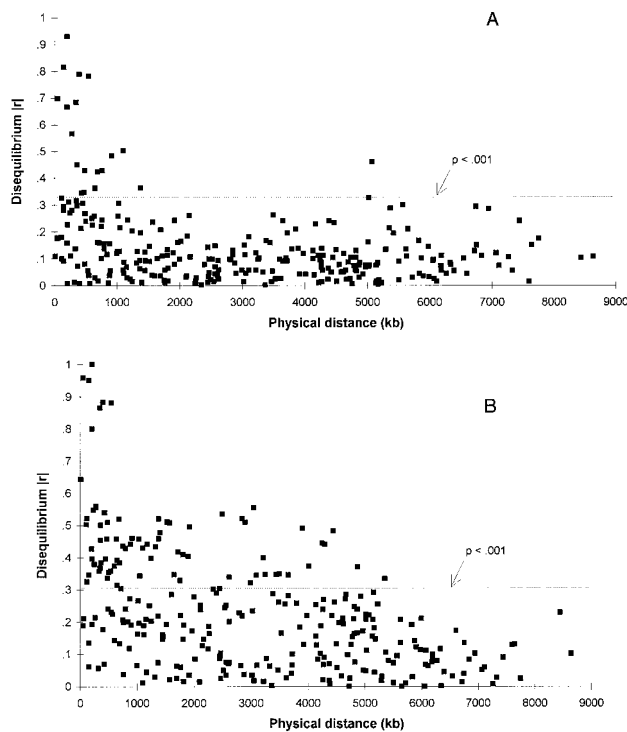 A
1
.9
.8
.7
.6
.5
.4
.3
.2
.1
0
Disequilibrium |r|
p < .001
0 1000 2000 3000 4000 5000 6000 7000 8000 9000
Physical distance (kb)
B
1
.9
.8
.7
.6
.5
.4
.3
.2
.1
0
Disequilibrium |r|
p < .001
0 1000 2000 3000 4000 5000 6000 7000 8000 9000
Physical distance (kb)